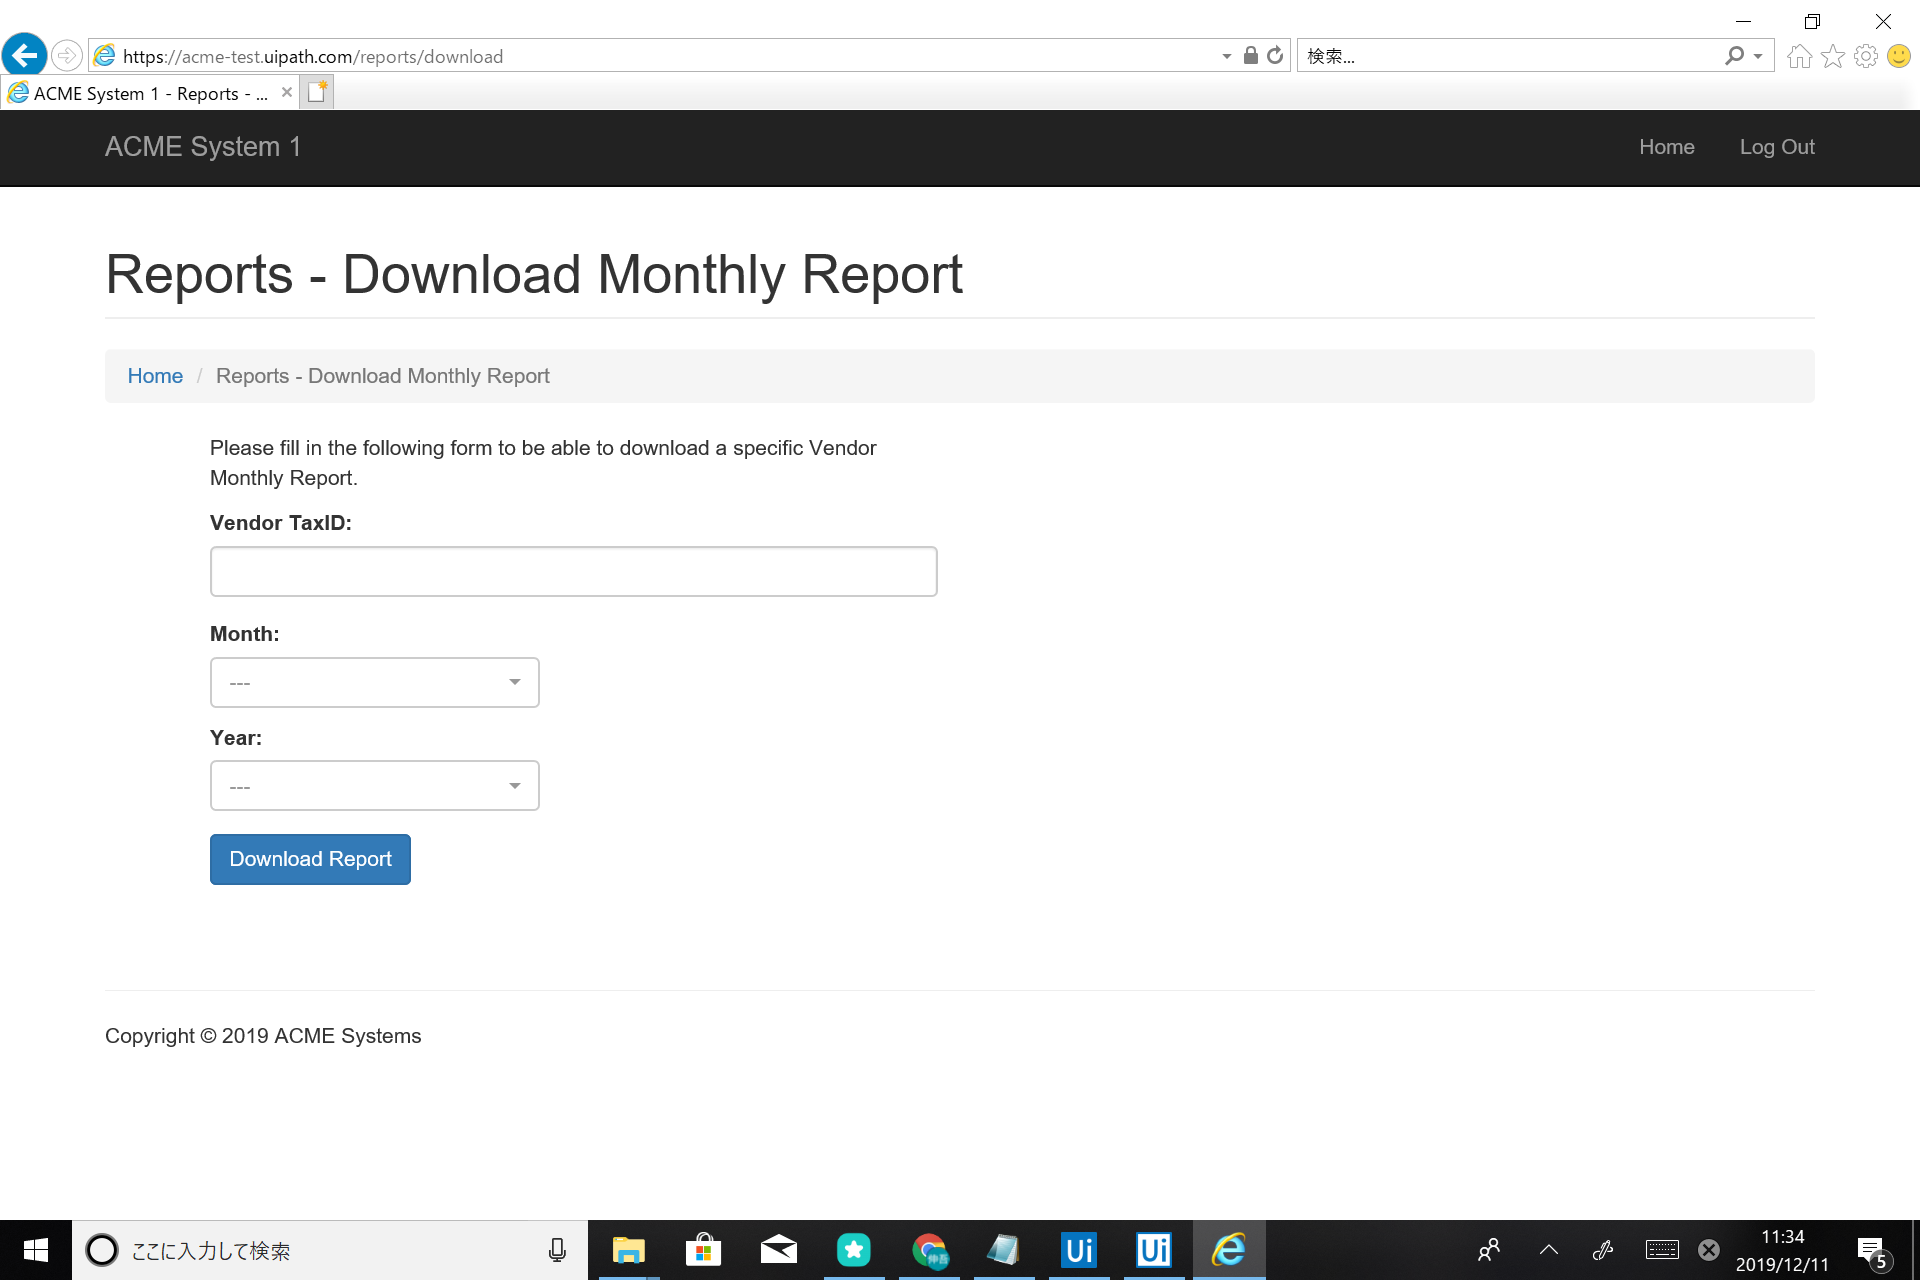 https://acme-test.uipath.com/reports/download
検索...
ACME System 1 - Reports - ...
ACME System 1
Home
Log Out
Reports - Download Monthly Report
Home / Reports - Download Monthly Report
Please fill in the following form to be able to download a specific Vendor
Monthly Report.
Vendor TaxID:
Month:
---
Year:
---
Download Report
Copyright © 2019 ACME Systems
ここに入力して検索
Ui
Ui
11:34
2019/12/11
5